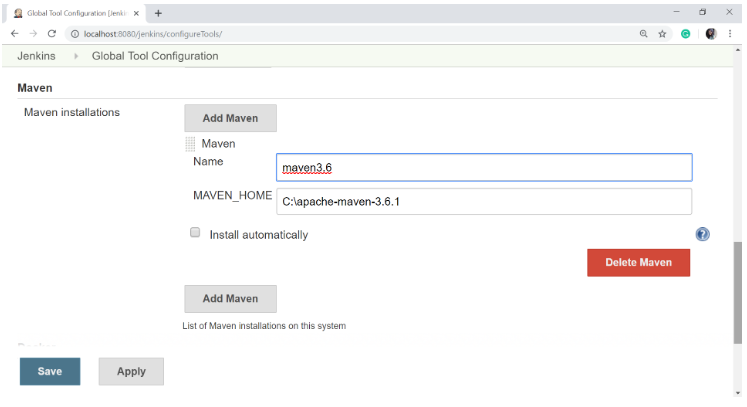 Global Tool Configuration [Jenki
localhost:8080/jenkins/configureTools/
Jenkins Global Tool Configuration
Maven
Maven installations
Add Maven
Maven
Name
maven3.6
MAVEN_HOME
C:\apache-maven-3.6.1
Install automatically
Delete Maven
Add Maven
List of Maven installations on this system
Save
Apply